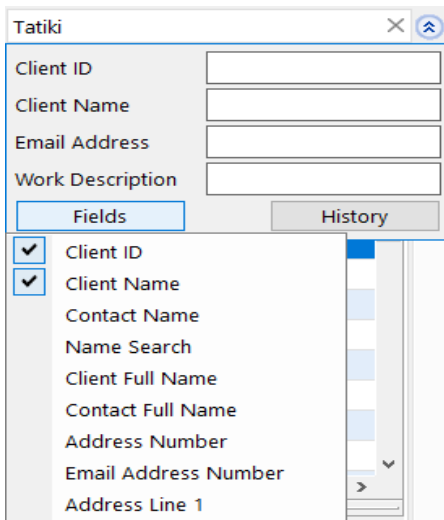 Tatiki
Client ID
Client Name
Email Address
Work Description
Fields History
Client ID
Client Name
Contact Name
Name Search
Client Full Name
Contact Full Name
Address Number
Email Address Number
Address Line 1